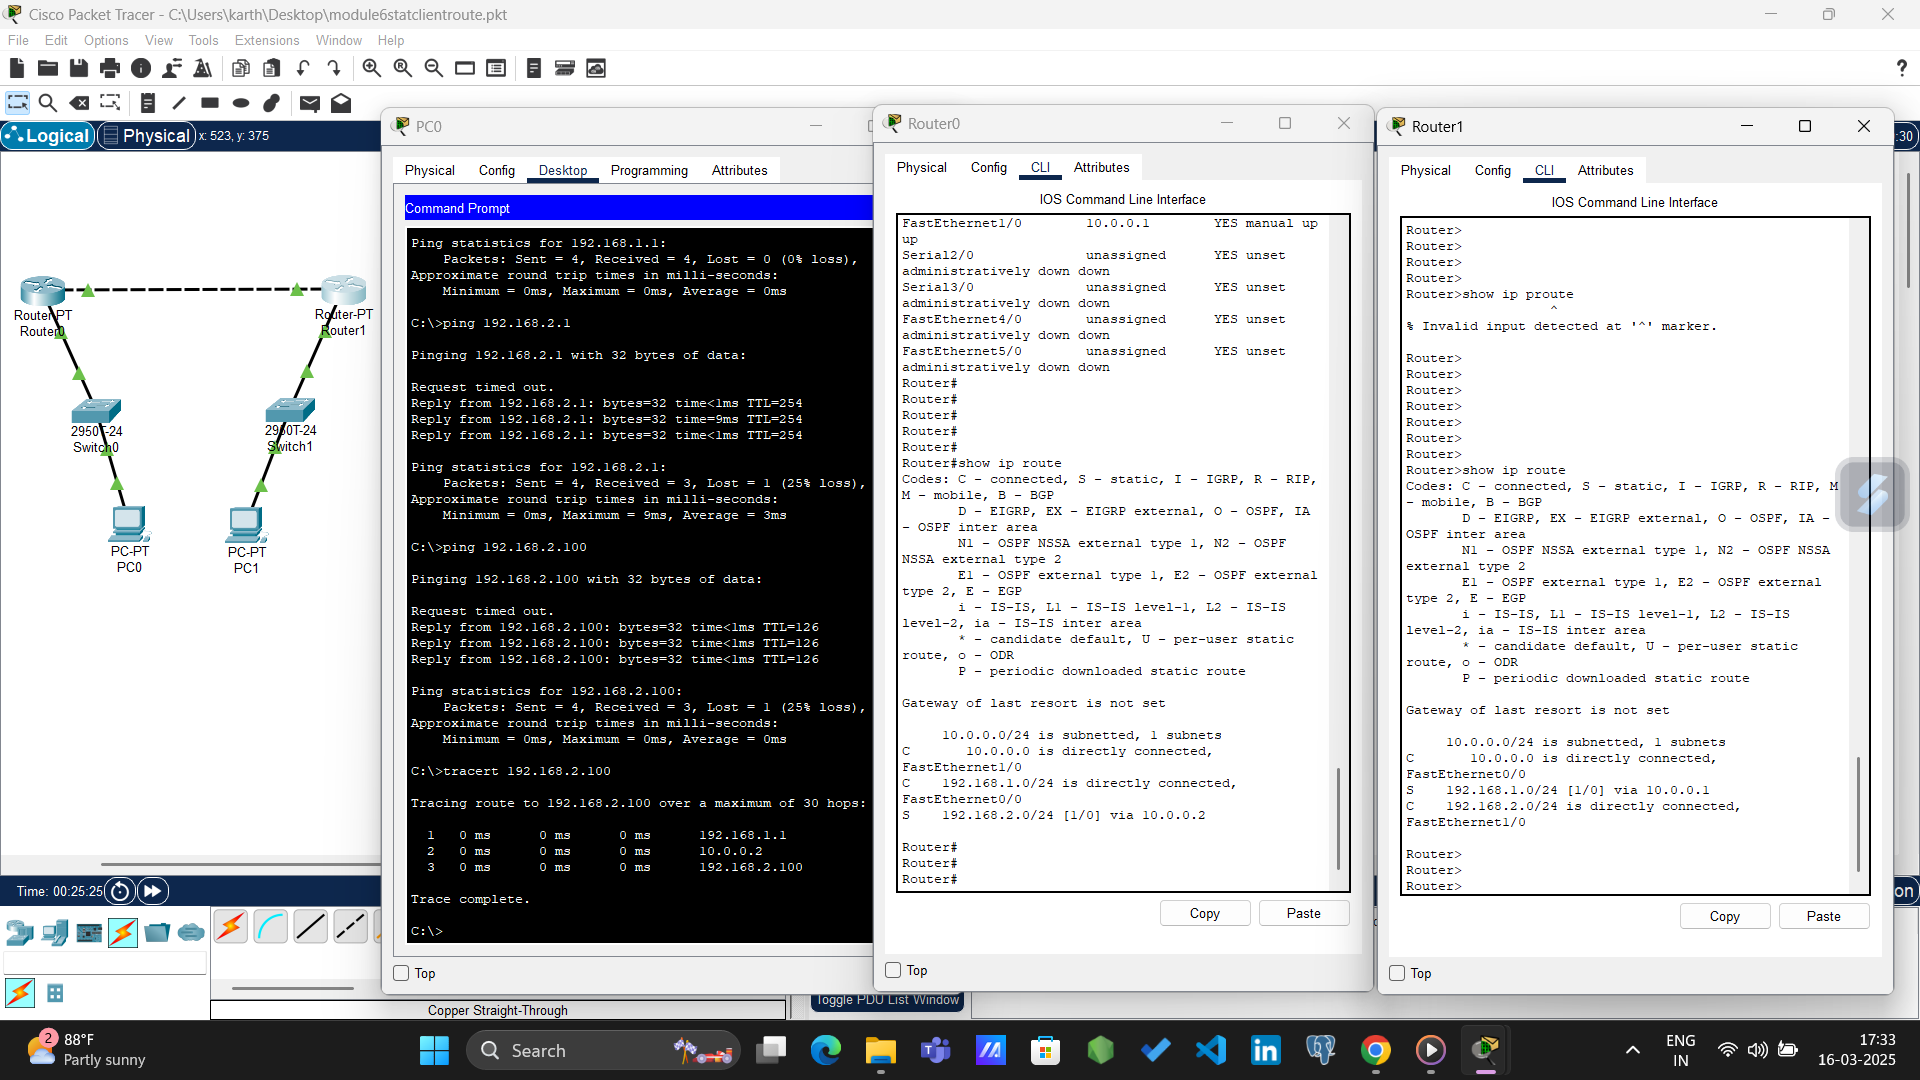 Cisco Packet Tracer - C:\Users\karth\Desktop\module6statclientroute.pkt
File Edit Options View Tools Extensions Window Help
?
Logical Physical x: 523, y: 375
:30
Router-PT
Router0
Router-PT
Router1
2950T-24
Switch0
2950T-24
Switch1
PC-PT
PC0
PC-PT
PC1
PC0
Physical Config Desktop Programming Attributes
Command Prompt
Ping statistics for 192.168.1.1:
Packets: Sent = 4, Received = 4, Lost = 0 (0% loss),
Approximate round trip times in milli-seconds:
Minimum = 0ms, Maximum = 0ms, Average = 0ms
C:\>ping 192.168.2.1
Pinging 192.168.2.1 with 32 bytes of data:
Request timed out.
Reply from 192.168.2.1: bytes=32 time<1ms TTL=254
Reply from 192.168.2.1: bytes=32 time=9ms TTL=254
Reply from 192.168.2.1: bytes=32 time<1ms TTL=254
Ping statistics for 192.168.2.1:
Packets: Sent = 4, Received = 3, Lost = 1 (25% loss),
Approximate round trip times in milli-seconds:
Minimum = 0ms, Maximum = 9ms, Average = 3ms
C:\>ping 192.168.2.100
Pinging 192.168.2.100 with 32 bytes of data:
Request timed out.
Reply from 192.168.2.100: bytes=32 time<1ms TTL=126
Reply from 192.168.2.100: bytes=32 time<1ms TTL=126
Reply from 192.168.2.100: bytes=32 time<1ms TTL=126
Ping statistics for 192.168.2.100:
Packets: Sent = 4, Received = 3, Lost = 1 (25% loss),
Approximate round trip times in milli-seconds:
Minimum = 0ms, Maximum = 0ms, Average = 0ms
C:\>tracert 192.168.2.100
Tracing route to 192.168.2.100 over a maximum of 30 hops:
1 0 ms 0 ms 0 ms 192.168.1.1
2 0 ms 0 ms 0 ms 10.0.0.2
3 0 ms 0 ms 0 ms 192.168.2.100
Trace complete.
C:\>
Top
Router0
Physical Config CLI Attributes
IOS Command Line Interface
FastEthernet1/0 10.0.0.1 YES manual up
up
Serial2/0 unassigned YES unset
administratively down down
Serial3/0 unassigned YES unset
administratively down down
FastEthernet4/0 unassigned YES unset
administratively down down
FastEthernet5/0 unassigned YES unset
administratively down down
Router#
Router#
Router#
Router#
Router#
Router#show ip route
Codes: C - connected, S - static, I - IGRP, R - RIP,
M - mobile, B - BGP
D - EIGRP, EX - EIGRP external, O - OSPF, IA
- OSPF inter area
N1 - OSPF NSSA external type 1, N2 - OSPF
NSSA external type 2
E1 - OSPF external type 1, E2 - OSPF external
type 2, E - EGP
i - IS-IS, L1 - IS-IS level-1, L2 - IS-IS
level-2, ia - IS-IS inter area
* - candidate default, U - per-user static
route, o - ODR
P - periodic downloaded static route
Gateway of last resort is not set
10.0.0.0/24 is subnetted, 1 subnets
C 10.0.0.0 is directly connected,
FastEthernet1/0
C 192.168.1.0/24 is directly connected,
FastEthernet0/0
S 192.168.2.0/24 [1/0] via 10.0.0.2
Router#
Router#
Router#
Copy Paste
Top
Router1
Physical Config CLI Attributes
IOS Command Line Interface
Router>
Router>
Router>
Router>
Router>show ip proute
^
% Invalid input detected at '^' marker.
Router>
Router>
Router>
Router>
Router>
Router>
Router>
Router>show ip route
Codes: C - connected, S - static, I - IGRP, R - RIP, M
- mobile, B - BGP
D - EIGRP, EX - EIGRP external, O - OSPF, IA -
OSPF inter area
N1 - OSPF NSSA external type 1, N2 - OSPF NSSA
external type 2
E1 - OSPF external type 1, E2 - OSPF external
type 2, E - EGP
i - IS-IS, L1 - IS-IS level-1, L2 - IS-IS
level-2, ia - IS-IS inter area
* - candidate default, U - per-user static
route, o - ODR
P - periodic downloaded static route
Gateway of last resort is not set
10.0.0.0/24 is subnetted, 1 subnets
C 10.0.0.0 is directly connected,
FastEthernet0/0
S 192.168.1.0/24 [1/0] via 10.0.0.1
C 192.168.2.0/24 is directly connected,
FastEthernet1/0
Router>
Router>
Router>
Copy Paste
Top
Time: 00:25:25
on
Copper Straight-Through
Toggle PDU List Window
2
88°F
Partly sunny
Search
ENG
IN
17:33
16-03-2025